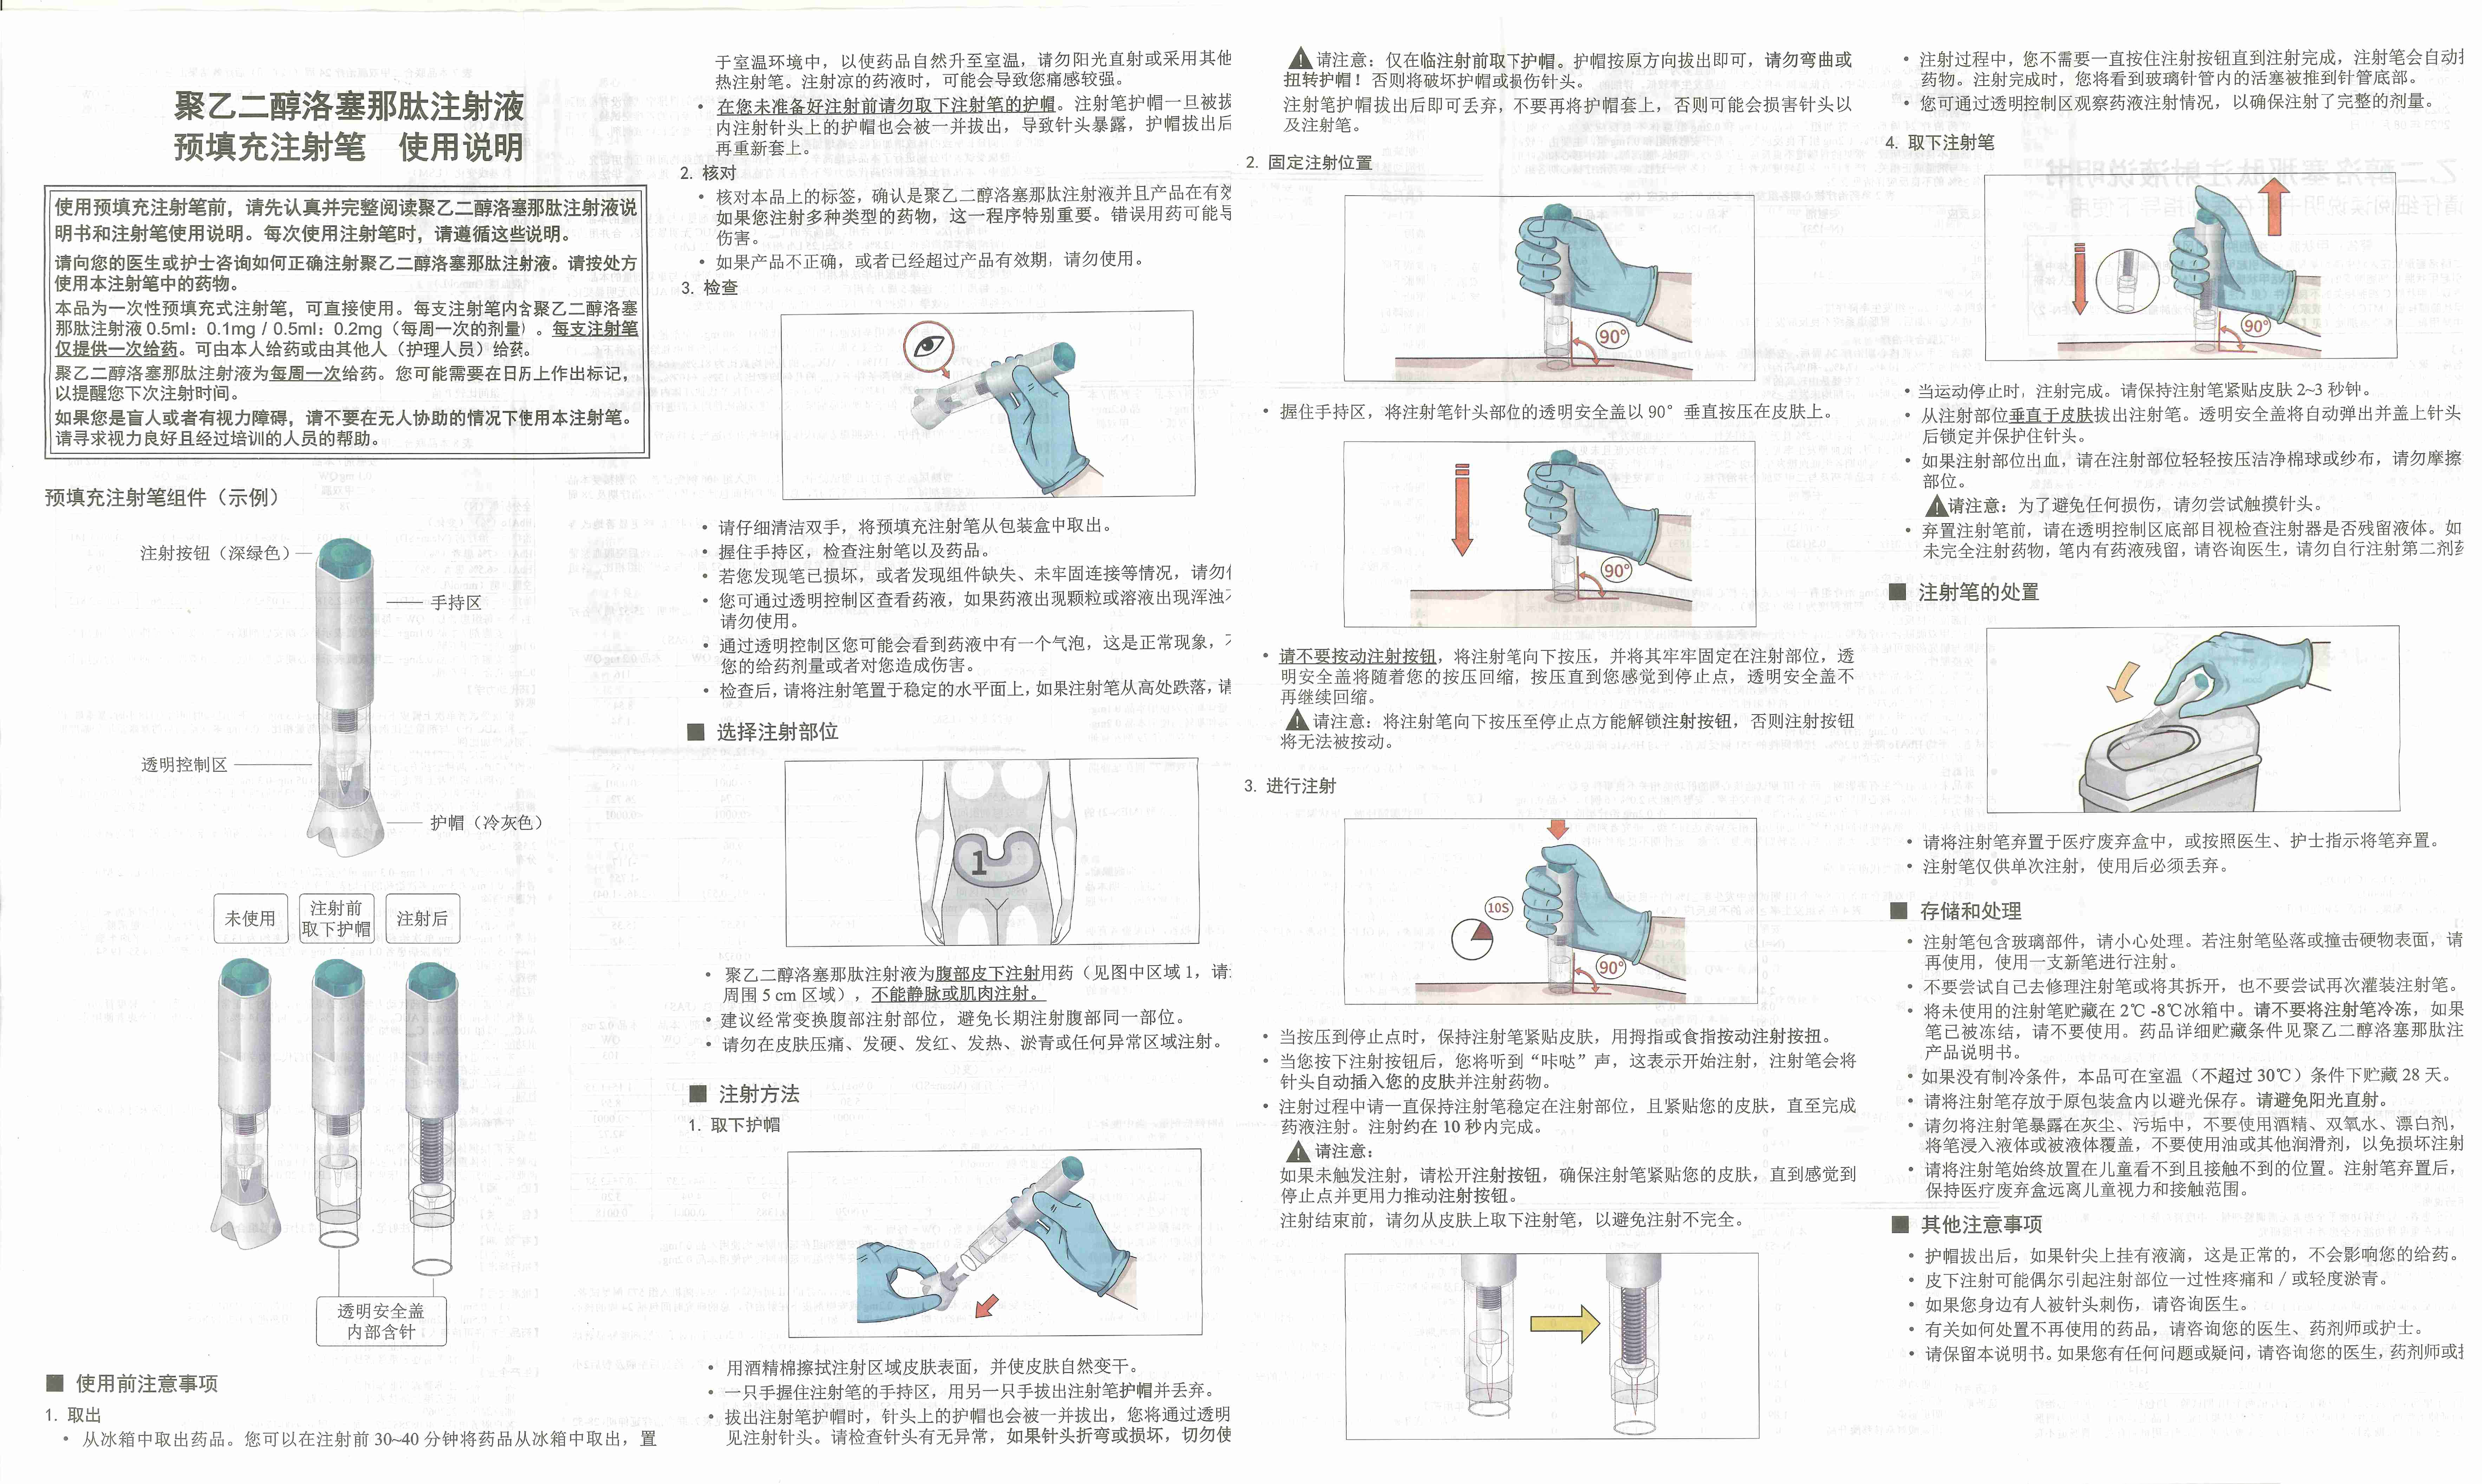 聚乙二醇洛塞那肽注射液
预填充注射笔 使用说明
使用预填充注射笔前，请先认真并完整阅读聚乙二醇洛塞那肽注射液说
明书和注射笔使用说明。每次使用注射笔时，请遵循这些说明。
请向您的医生或护士咨询如何正确注射聚乙二醇洛塞那肽注射液。请按处方
使用本注射笔中的药物。
本品为一次性预填充式注射笔，可直接使用。每支注射笔内含聚乙二醇洛塞
那肽注射液 0.5ml：0.1mg / 0.5ml：0.2mg（每周一次的剂量）。每支注射笔
仅提供一次给药。可由本人给药或由其他人（护理人员）给药。
聚乙二醇洛塞那肽注射液为每周一次给药。您可能需要在日历上作出标记，
以提醒您下次注射时间。
如果您是盲人或者有视力障碍，请不要在无人协助的情况下使用本注射笔。
请寻求视力良好且经过培训的人员的帮助。
预填充注射笔组件（示例）
注射按钮（深绿色）
手持区
透明控制区
护帽（冷灰色）
未使用
注射前
取下护帽
注射后
透明安全盖
内部含针
■ 使用前注意事项
1. 取出
• 从冰箱中取出药品。您可以在注射前 30~40 分钟将药品从冰箱中取出，置
于室温环境中，以使药品自然升至室温，请勿阳光直射或采用其他
热注射笔。注射凉的药液时，可能会导致您痛感较强。
在您未准备好注射前请勿取下注射笔的护帽。注射笔护帽一旦被拔
内注射针头上的护帽也会被一并拔出，导致针头暴露，护帽拔出后
再重新套上。
2. 核对
• 核对本品上的标签，确认是聚乙二醇洛塞那肽注射液并且产品在有效
如果您注射多种类型的药物，这一程序特别重要。错误用药可能导
伤害。
• 如果产品不正确，或者已经超过产品有效期，请勿使用。
3. 检查
• 请仔细清洁双手，将预填充注射笔从包装盒中取出。
• 握住手持区，检查注射笔以及药品。
• 若您发现笔已损坏，或者发现组件缺失、未牢固连接等情况，请勿
• 您可通过透明控制区查看药液，如果药液出现颗粒或溶液出现浑浊
请勿使用。
• 通过透明控制区您可能会看到药液中有一个气泡，这是正常现象，
您的给药剂量或者对您造成伤害。
• 检查后，请将注射笔置于稳定的水平面上，如果注射笔从高处跌落，请
■ 选择注射部位
1
• 聚乙二醇洛塞那肽注射液为腹部皮下注射用药（见图中区域 1，请
周围 5 cm 区域），不能静脉或肌肉注射。
• 建议经常变换腹部注射部位，避免长期注射腹部同一部位。
• 请勿在皮肤压痛、发硬、发红、发热、淤青或任何异常区域注射。
■ 注射方法
1. 取下护帽
• 用酒精棉擦拭注射区域皮肤表面，并使皮肤自然变干。
• 一只手握住注射笔的手持区，用另一只手拔出注射笔护帽并丢弃。
• 拔出注射笔护帽时，针头上的护帽也会被一并拔出，您将通过透明
见注射针头。请检查针头有无异常，如果针头折弯或损坏，切勿使
请注意：仅在临注射前取下护帽。护帽按原方向拔出即可，请勿弯曲或
扭转护帽！否则将破坏护帽或损伤针头。
注射笔护帽拔出后即可丢弃，不要再将护帽套上，否则可能会损害针头以
及注射笔。
2. 固定注射位置
90°
• 握住手持区，将注射笔针头部位的透明安全盖以 90° 垂直按压在皮肤上。
90°
• 请不要按动注射按钮，将注射笔向下按压，并将其牢牢固定在注射部位，透
明安全盖将随着您的按压回缩，按压直到您感觉到停止点，透明安全盖不
再继续回缩。
请注意：将注射笔向下按压至停止点方能解锁注射按钮，否则注射按钮
将无法被按动。
3. 进行注射
10S
90°
• 当按压到停止点时，保持注射笔紧贴皮肤，用拇指或食指按动注射按扭。
• 当您按下注射按钮后，您将听到“咔哒”声，这表示开始注射，注射笔会将
针头自动插入您的皮肤并注射药物。
• 注射过程中请一直保持注射笔稳定在注射部位，且紧贴您的皮肤，直至完成
药液注射。注射约在 10 秒内完成。
请注意：
如果未触发注射，请松开注射按钮，确保注射笔紧贴您的皮肤，直到感觉到
停止点并更用力推动注射按钮。
注射结束前，请勿从皮肤上取下注射笔，以避免注射不完全。
• 注射过程中，您不需要一直按住注射按钮直到注射完成，注射笔会自动
药物。注射完成时，您将看到玻璃针管内的活塞被推到针管底部。
• 您可通过透明控制区观察药液注射情况，以确保注射了完整的剂量。
4. 取下注射笔
90°
• 当运动停止时，注射完成。请保持注射笔紧贴皮肤 2~3 秒钟。
• 从注射部位垂直于皮肤拔出注射笔。透明安全盖将自动弹出并盖上针头
后锁定并保护住针头。
• 如果注射部位出血，请在注射部位轻轻按压洁净棉球或纱布，请勿摩擦
部位。
请注意：为了避免任何损伤，请勿尝试触摸针头。
• 弃置注射笔前，请在透明控制区底部目视检查注射器是否残留液体。如
未完全注射药物，笔内有药液残留，请咨询医生，请勿自行注射第二剂
■ 注射笔的处置
• 请将注射笔弃置于医疗废弃盒中，或按照医生、护士指示将笔弃置。
• 注射笔仅供单次注射，使用后必须丢弃。
■ 存储和处理
• 注射笔包含玻璃部件，请小心处理。若注射笔坠落或撞击硬物表面，请
再使用，使用一支新笔进行注射。
• 不要尝试自己去修理注射笔或将其拆开，也不要尝试再次灌装注射笔。
• 将未使用的注射笔贮藏在 2℃ -8℃冰箱中。请不要将注射笔冷冻，如果
笔已被冻结，请不要使用。药品详细贮藏条件见聚乙二醇洛塞那肽注
产品说明书。
• 如果没有制冷条件，本品可在室温（不超过 30℃）条件下贮藏 28 天。
• 请将注射笔存放于原包装盒内以避光保存。请避免阳光直射。
• 请勿将注射笔暴露在灰尘、污垢中，不要使用酒精、双氧水、漂白剂，
将笔浸入液体或被液体覆盖，不要使用油或其他润滑剂，以免损坏注射
• 请将注射笔始终放置在儿童看不到且接触不到的位置。注射笔弃置后，
保持医疗废弃盒远离儿童视力和接触范围。
■ 其他注意事项
• 护帽拔出后，如果针尖上挂有液滴，这是正常的，不会影响您的给药。
• 皮下注射可能偶尔引起注射部位一过性疼痛和 / 或轻度淤青。
• 如果您身边有人被针头刺伤，请咨询医生。
• 有关如何处置不再使用的药品，请咨询您的医生、药剂师或护士。
• 请保留本说明书。如果您有任何问题或疑问，请咨询您的医生，药剂师或